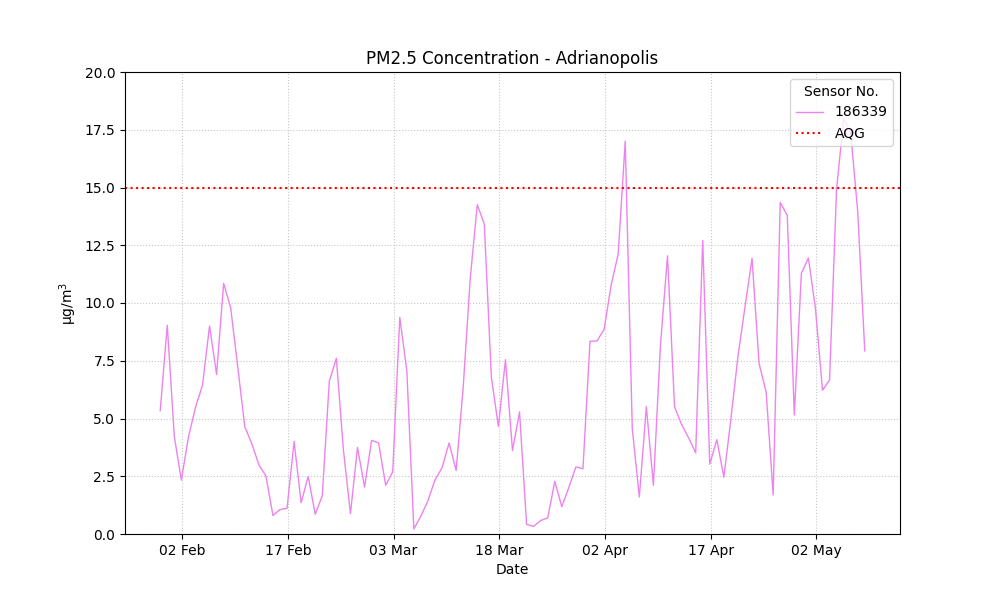 PM2.5 Concentration - Adrianopolis
20.0
17.5
15.0
12.5
10.0
7.5
5.0
2.5
0.0
µg/m³
Sensor No.
186339
AQG
02 Feb
17 Feb
03 Mar
18 Mar
02 Apr
17 Apr
02 May
Date